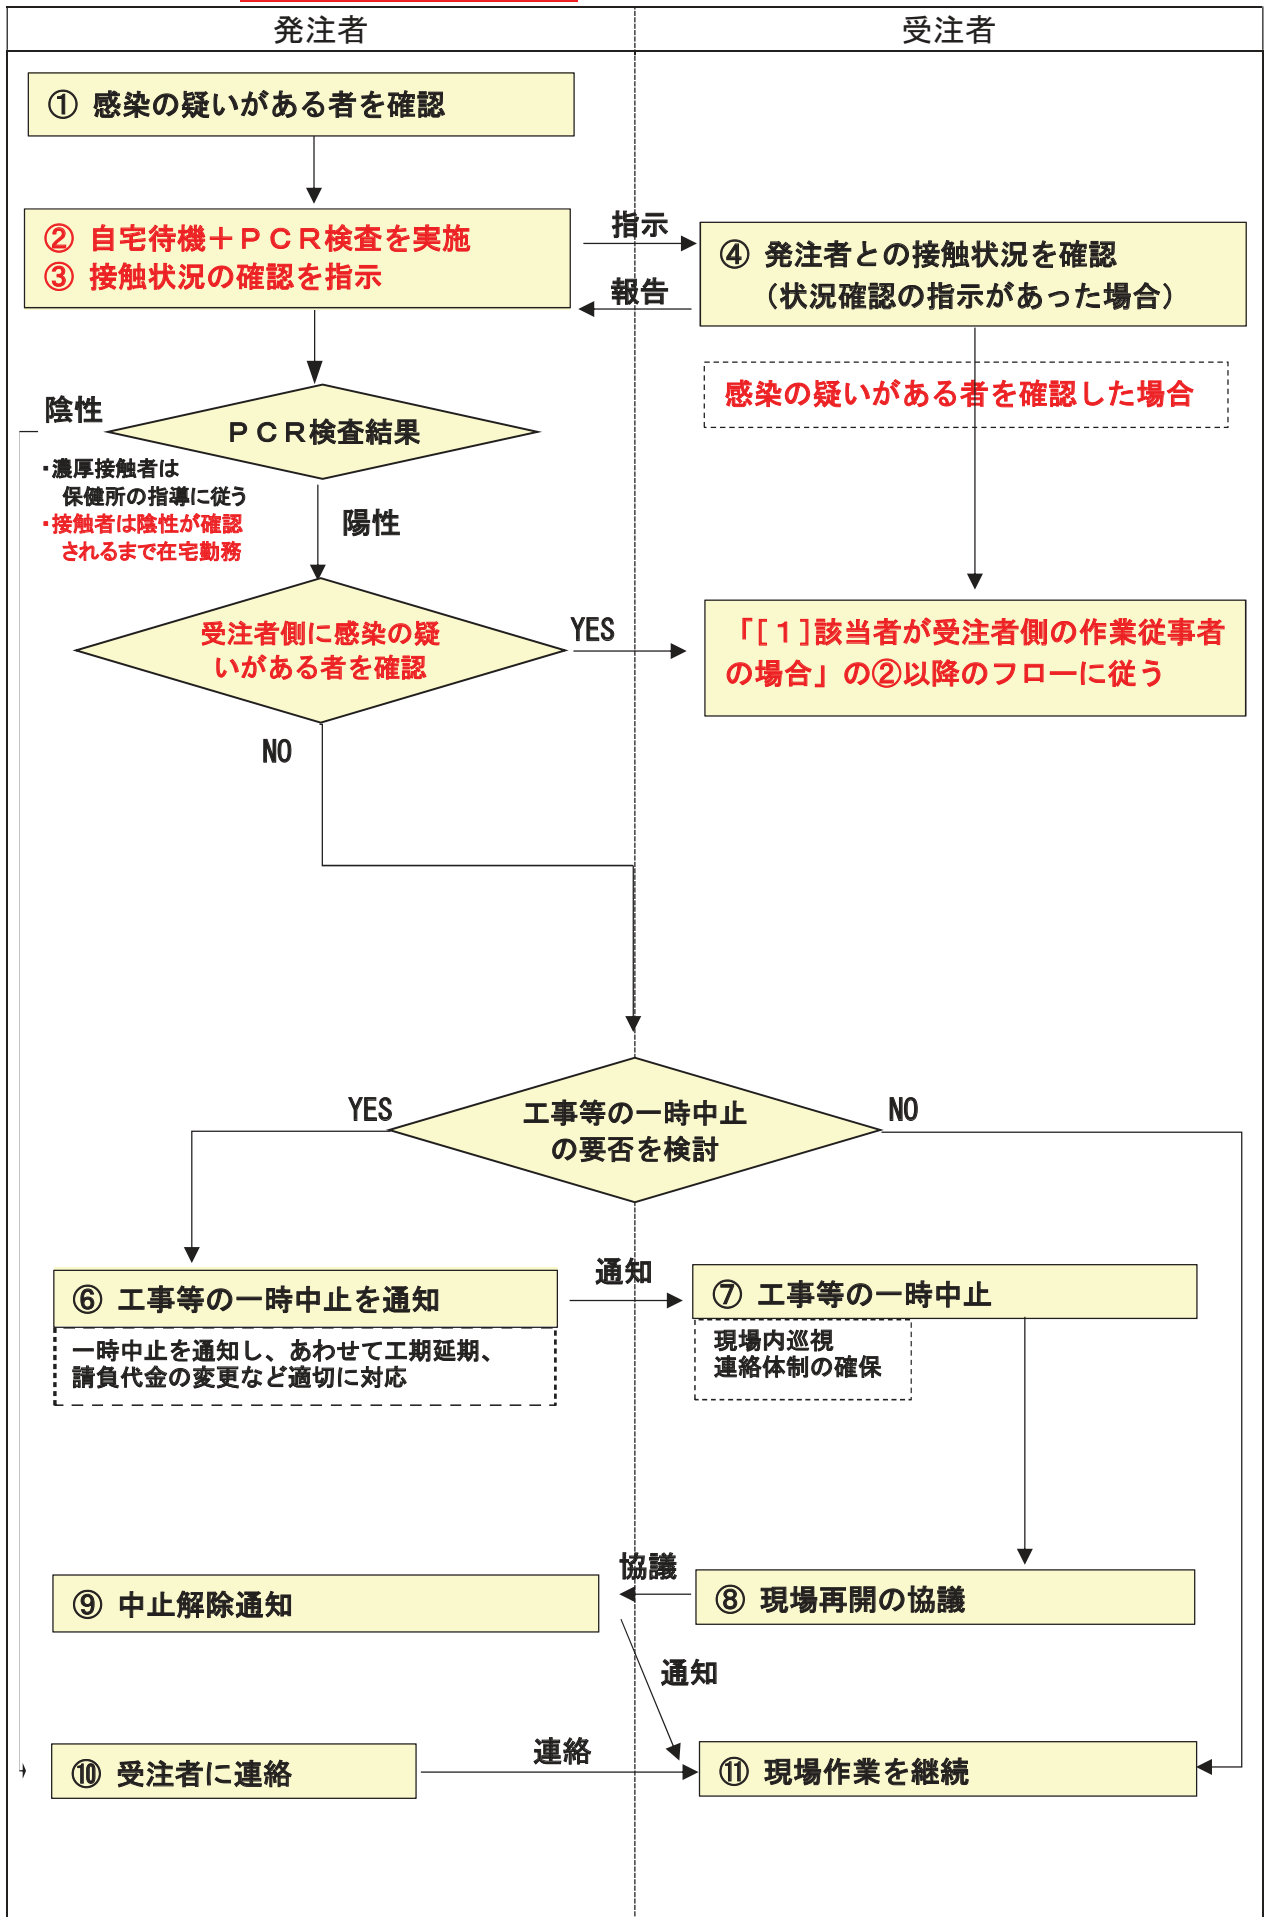 発注者
受注者
① 感染の疑いがある者を確認
② 自宅待機＋ＰＣＲ検査を実施
③ 接触状況の確認を指示
指示
報告
④ 発注者との接触状況を確認
（状況確認の指示があった場合）
感染の疑いがある者を確認した場合
陰性
ＰＣＲ検査結果
・濃厚接触者は
保健所の指導に従う
・接触者は陰性が確認
されるまで在宅勤務
陽性
受注者側に感染の疑
いがある者を確認
YES
「[１]該当者が受注者側の作業従事者
の場合」の②以降のフローに従う
NO
YES
工事等の一時中止
の要否を検討
NO
⑥ 工事等の一時中止を通知
一時中止を通知し、あわせて工期延期、
請負代金の変更など適切に対応
通知
⑦ 工事等の一時中止
現場内巡視
連絡体制の確保
⑨ 中止解除通知
協議
⑧ 現場再開の協議
通知
⑩ 受注者に連絡
連絡
⑪ 現場作業を継続